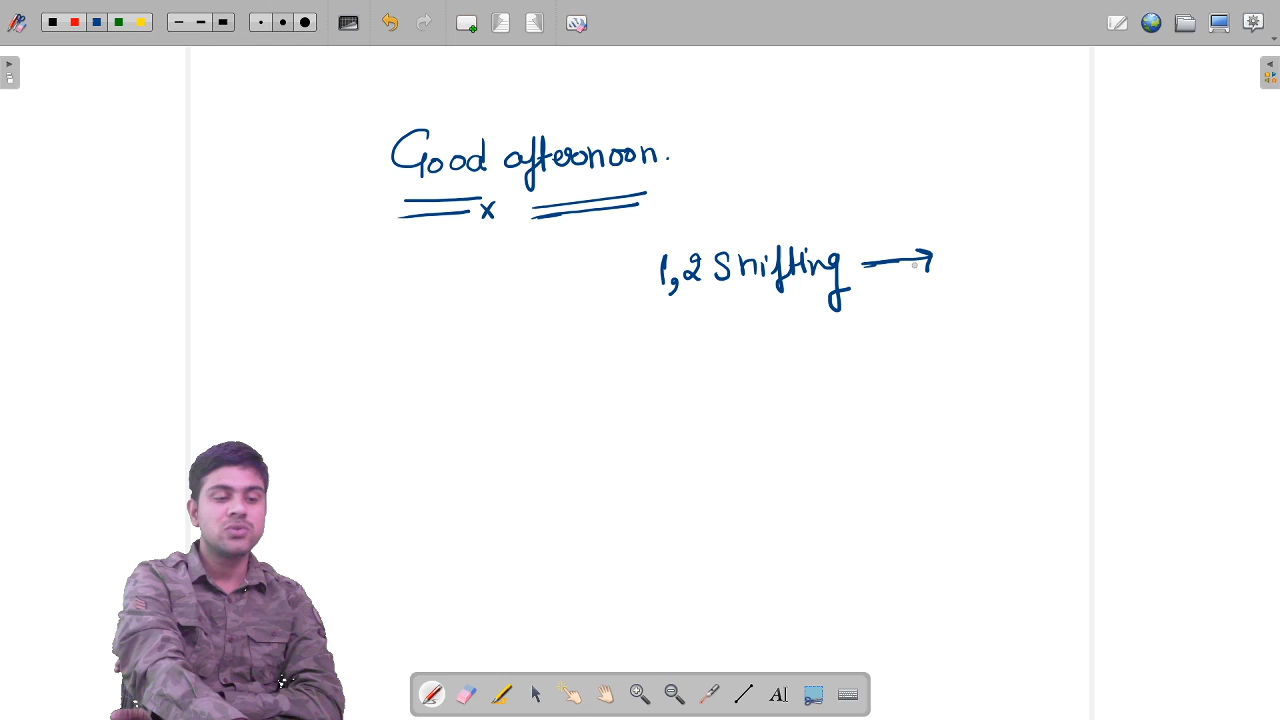 Good afternoon.
x
1,2 Shifting →